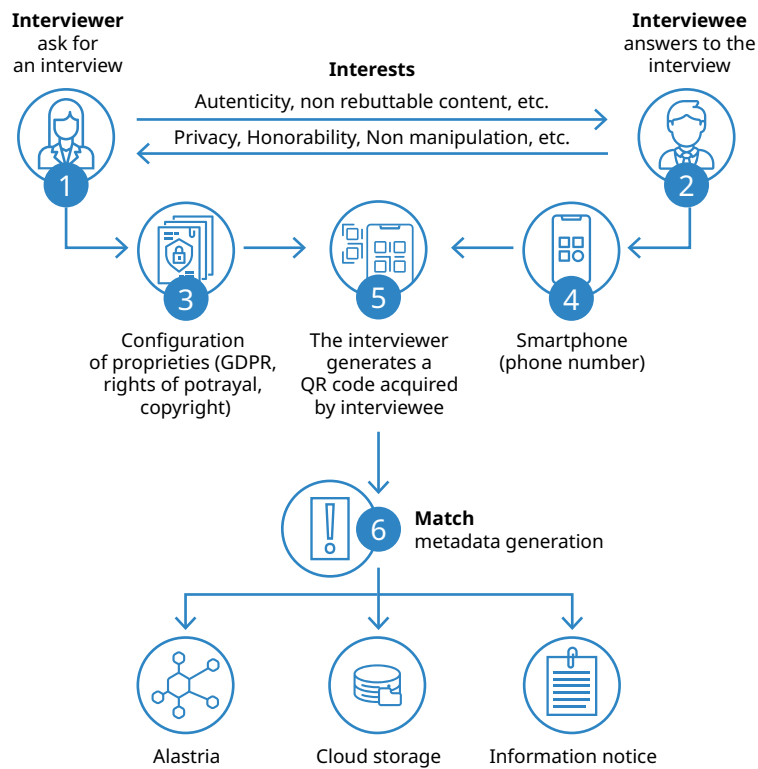 Interviewer
ask for
an interview
Interviewee
answers to the
interview
Interests
Autenticity, non rebuttable content, etc.
Privacy, Honorability, Non manipulation, etc.
1
2
3
5
4
Configuration
of proprieties (GDPR,
rights of potrayal,
copyright)
The interviewer
generates a
QR code acquired
by interviewee
Smartphone
(phone number)
6
Match
metadata generation
Alastria
Cloud storage
Information notice